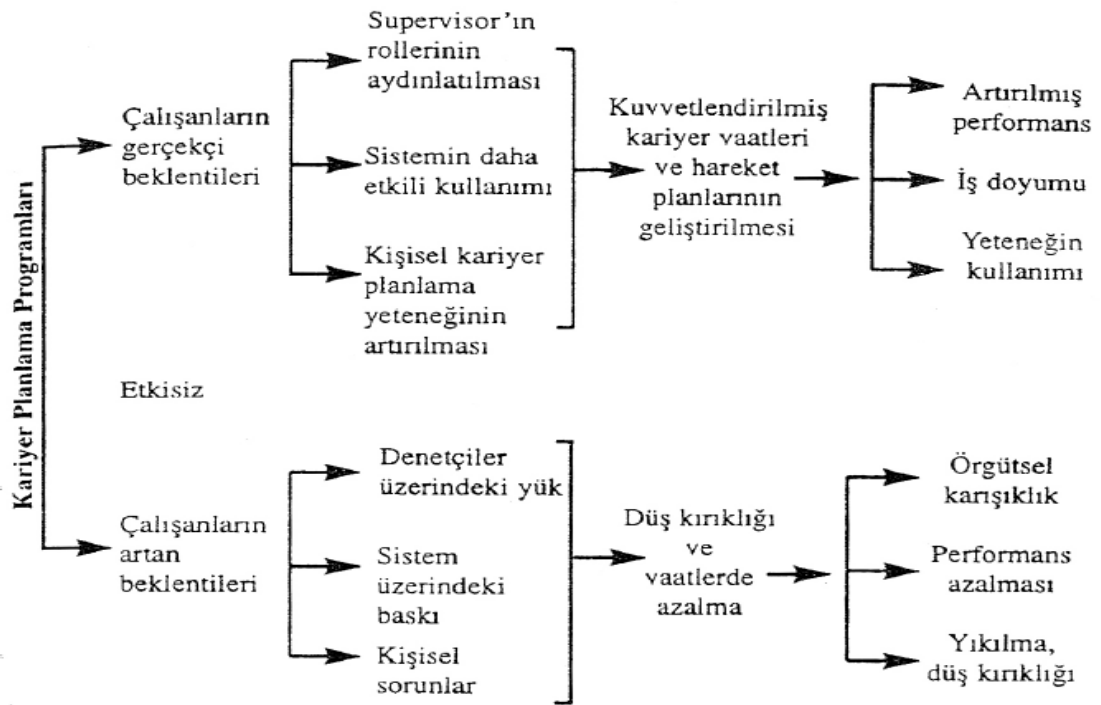 Kariyer Planlama Programları
Çalışanların
gerçekçi
beklentileri
Supervisor'ın
rollerinin
aydınlatılması
Sistemin daha
etkili kullanımı
Kişisel kariyer
planlama
yeteneğinin
artırılması
Kuvvetlendirilmiş
kariyer vaatleri
ve hareket
planlarının
geliştirilmesi
Artırılmış
performans
İş doyumu
Yeteneğin
kullanımı
Etkisiz
Çalışanların
artan
beklentileri
Denetçiler
üzerindeki yük
Sistem
üzerindeki
baskı
Kişisel
sorunlar
Düş kırıklığı
ve
vaatlerde
azalma
Örgütsel
karışıklık
Performans
azalması
Yıkılma,
düş kırıklığı